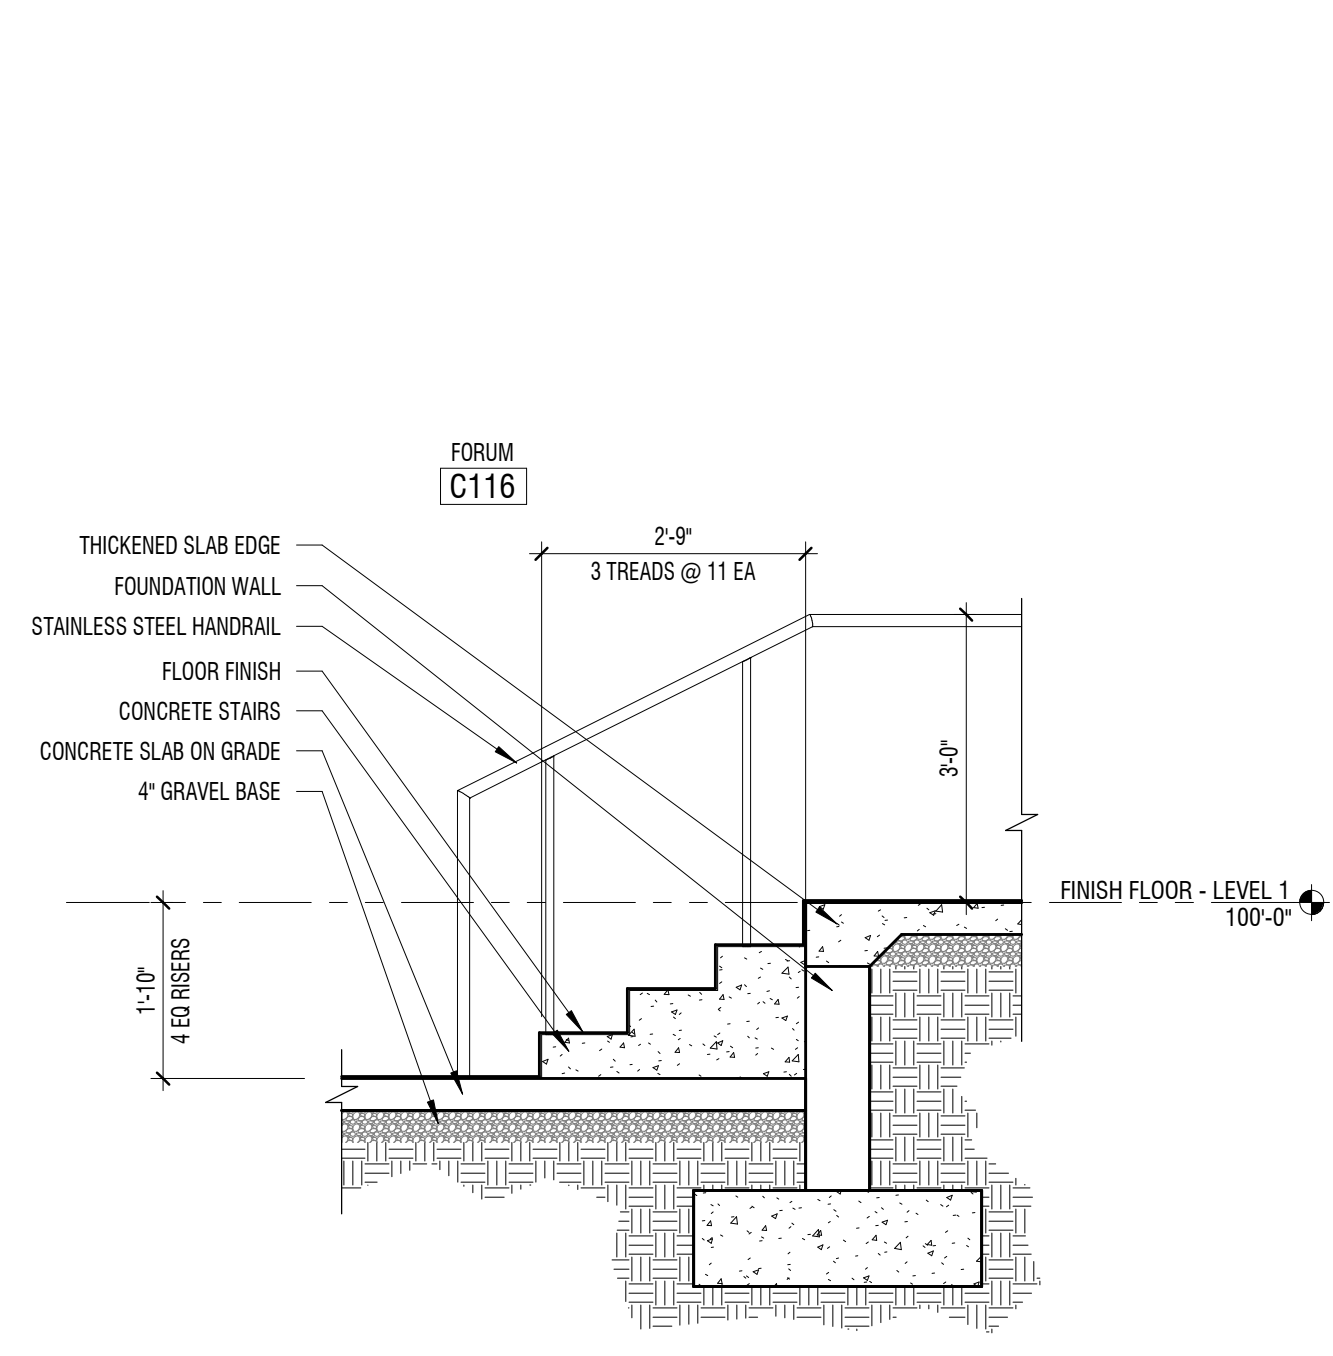 FORUM
C116
2'-9"
3 TREADS @ 11 EA
THICKENED SLAB EDGE
FOUNDATION WALL
STAINLESS STEEL HANDRAIL
FLOOR FINISH
CONCRETE STAIRS
CONCRETE SLAB ON GRADE
4" GRAVEL BASE
3'-0"
FINISH FLOOR - LEVEL 1
100'-0"
1'-10"
4 EQ RISERS